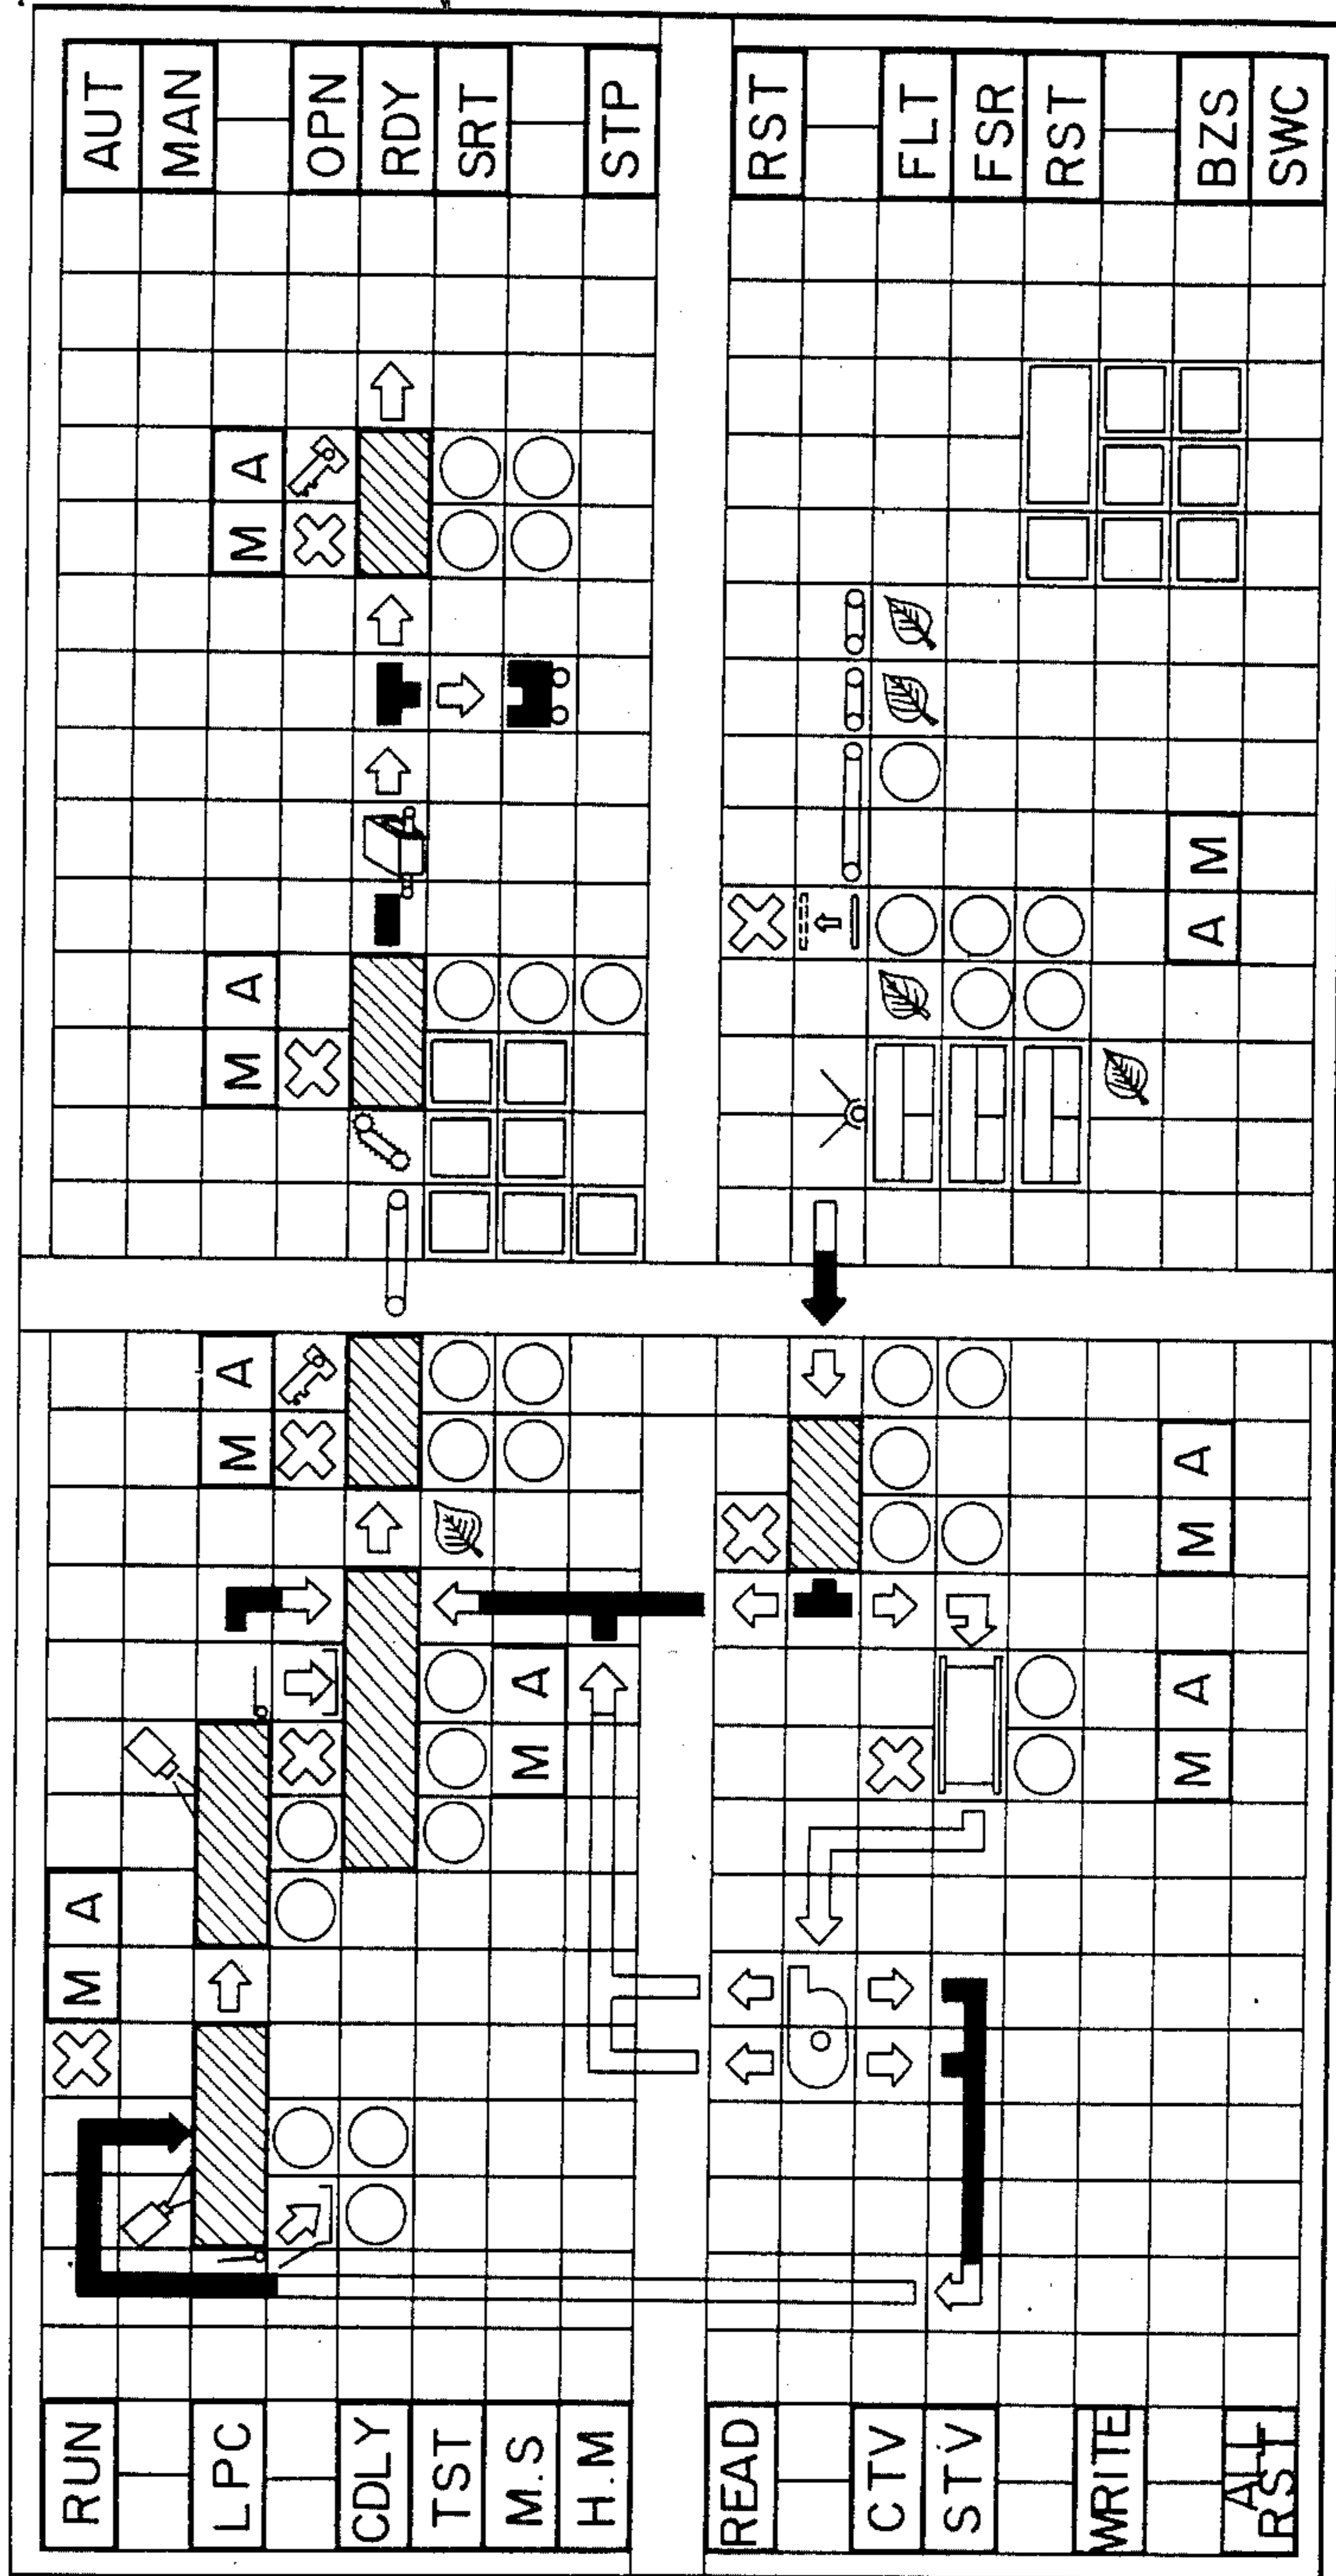 RUN M A AUT
MAN
LPC M A M A M A
OPN
CDLY RDY
TST SRT
M.S M A
H.M STP
READ RST
CTV FLT
STV FSR
RST
WRITE
M A M A A M BZS
ALL SWC
RST